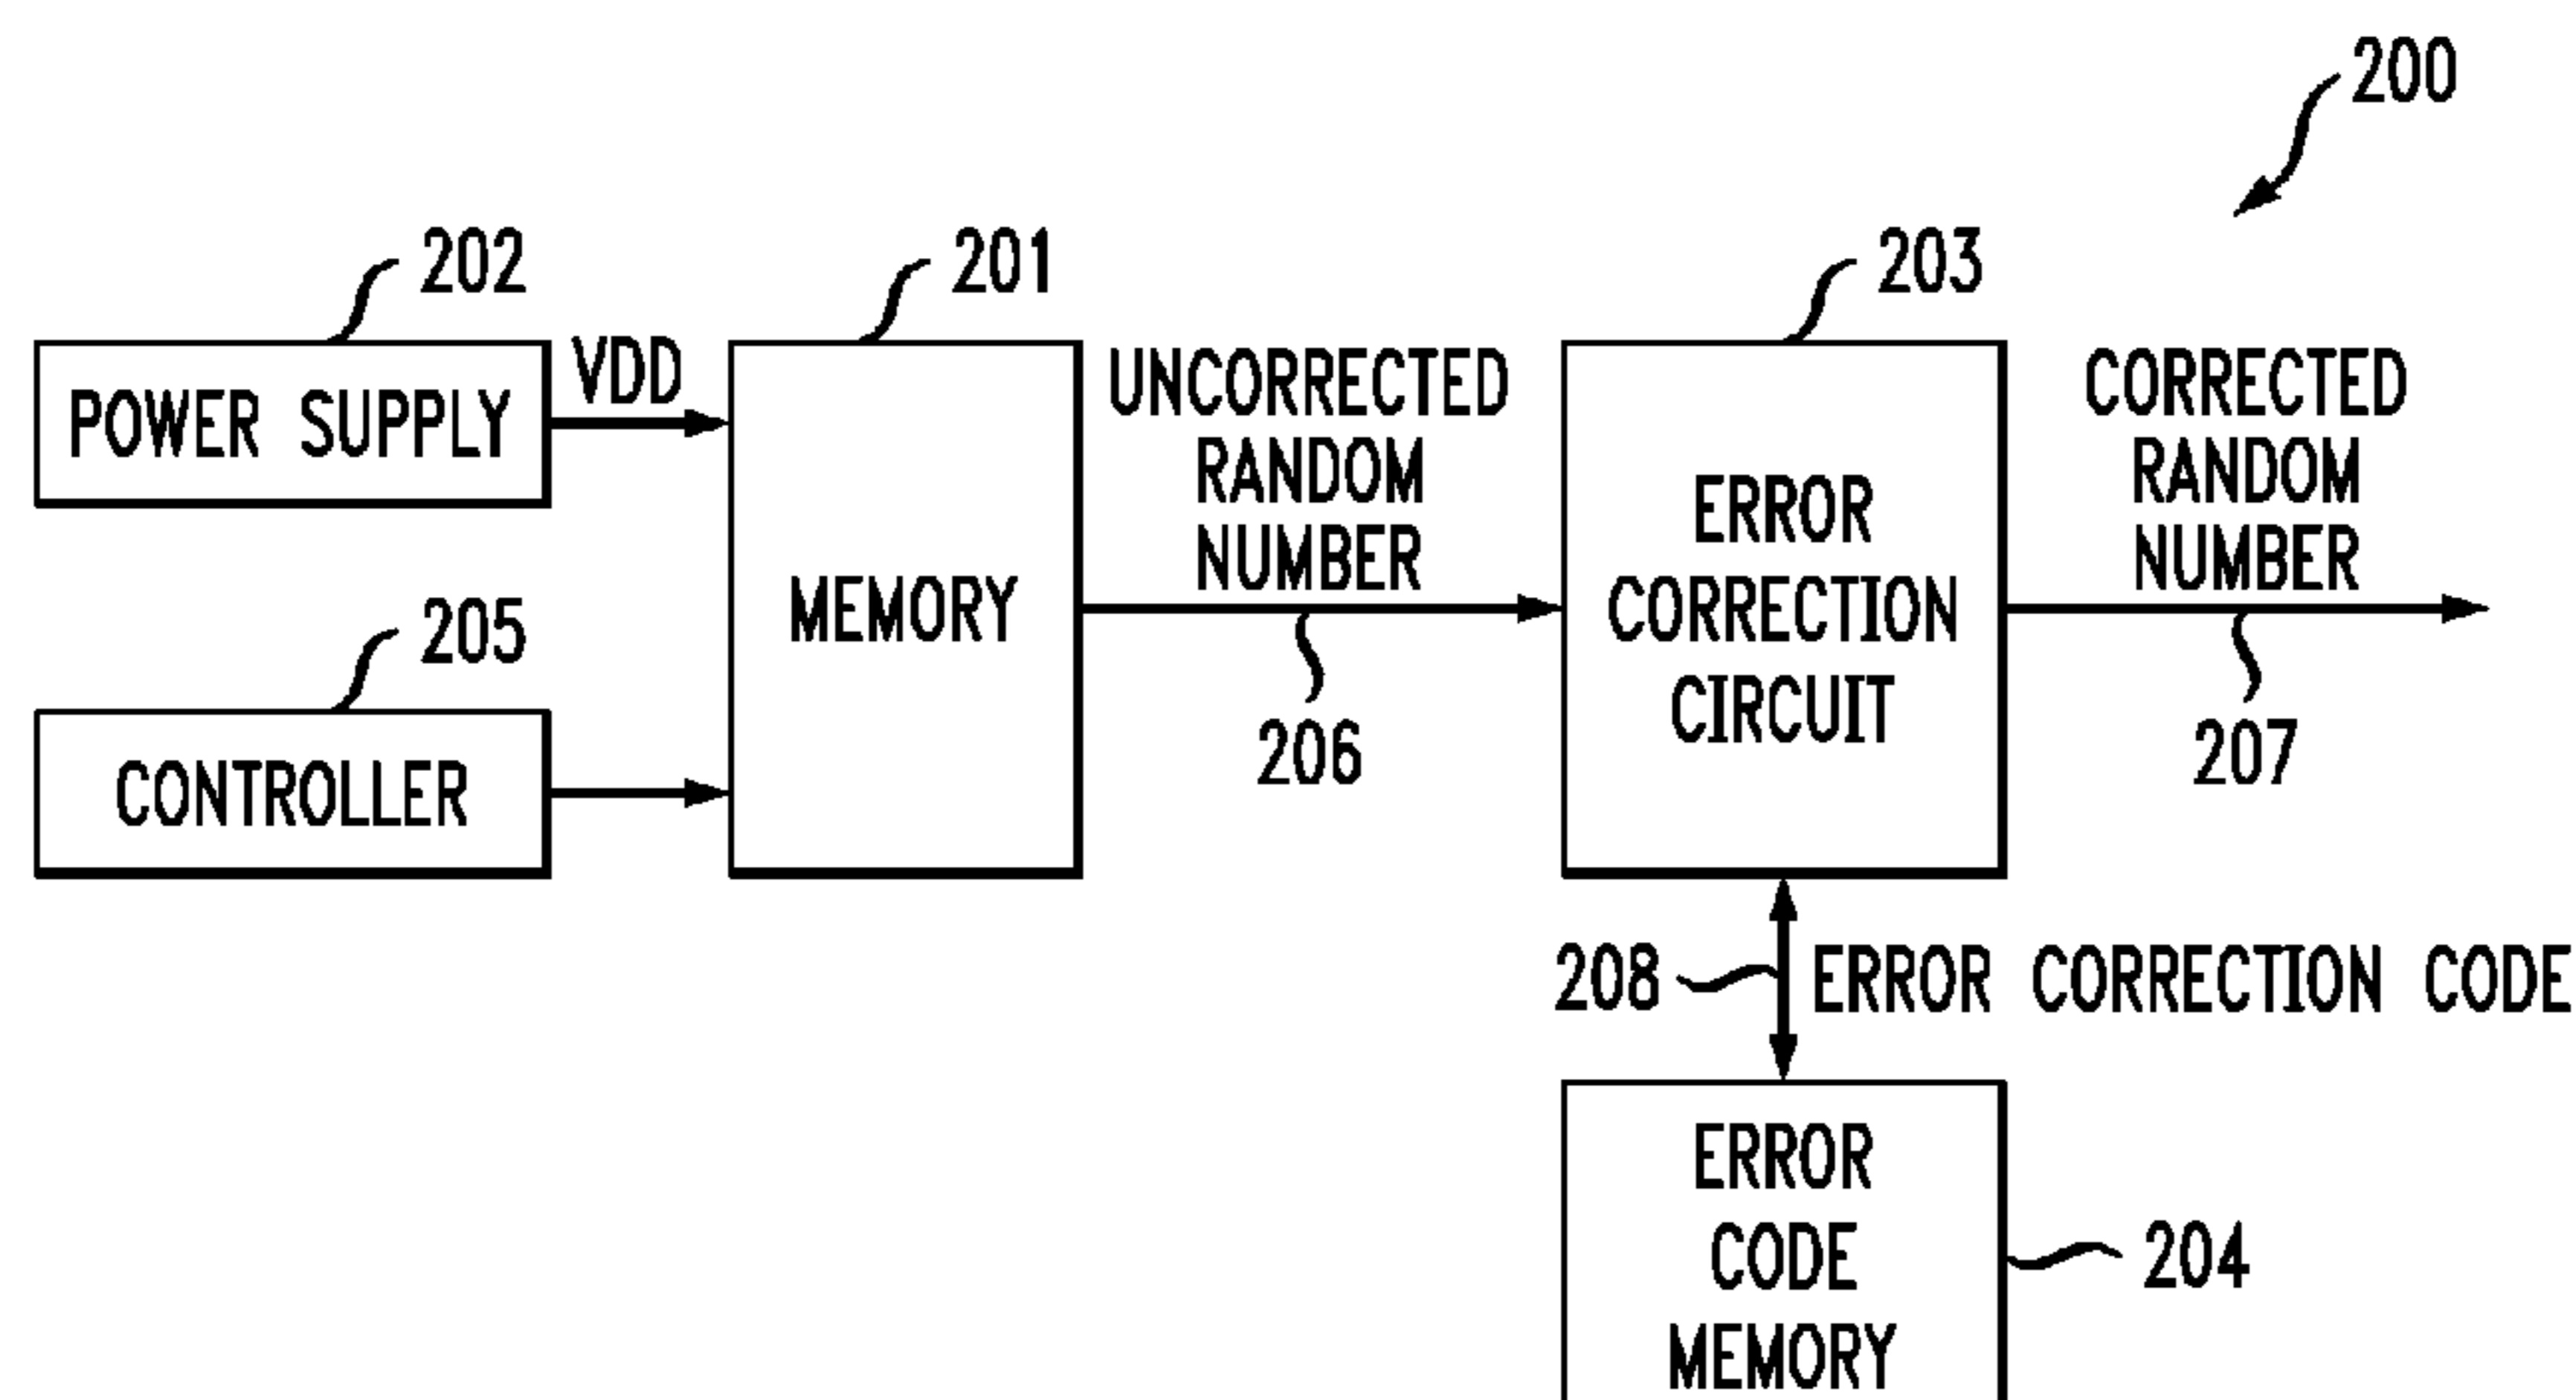 200
202
201
203
POWER SUPPLY
VDD
MEMORY
UNCORRECTED
RANDOM
NUMBER
ERROR
CORRECTION
CIRCUIT
CORRECTED
RANDOM
NUMBER
205
CONTROLLER
206
207
208
ERROR CORRECTION CODE
ERROR
CODE
MEMORY
204